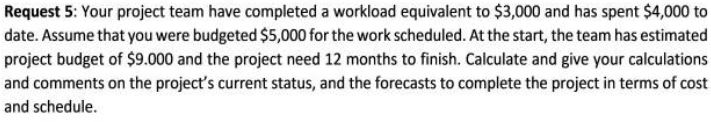 Request 5: Your project team have completed a workload equivalent to $3,000 and has spent $4,000 to
date. Assume that you were budgeted $5,000 for the work scheduled. At the start, the team has estimated
project budget of $9.000 and the project need 12 months to finish. Calculate and give your calculations
and comments on the project's current status, and the forecasts to complete the project in terms of cost
and schedule.